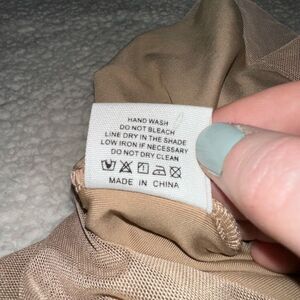 HAND WASH
DO NOT BLEACH
LINE DRY IN THE SHADE
LOW IRON IF NECESSARY
DO NOT DRY CLEAN
MADE IN CHINA